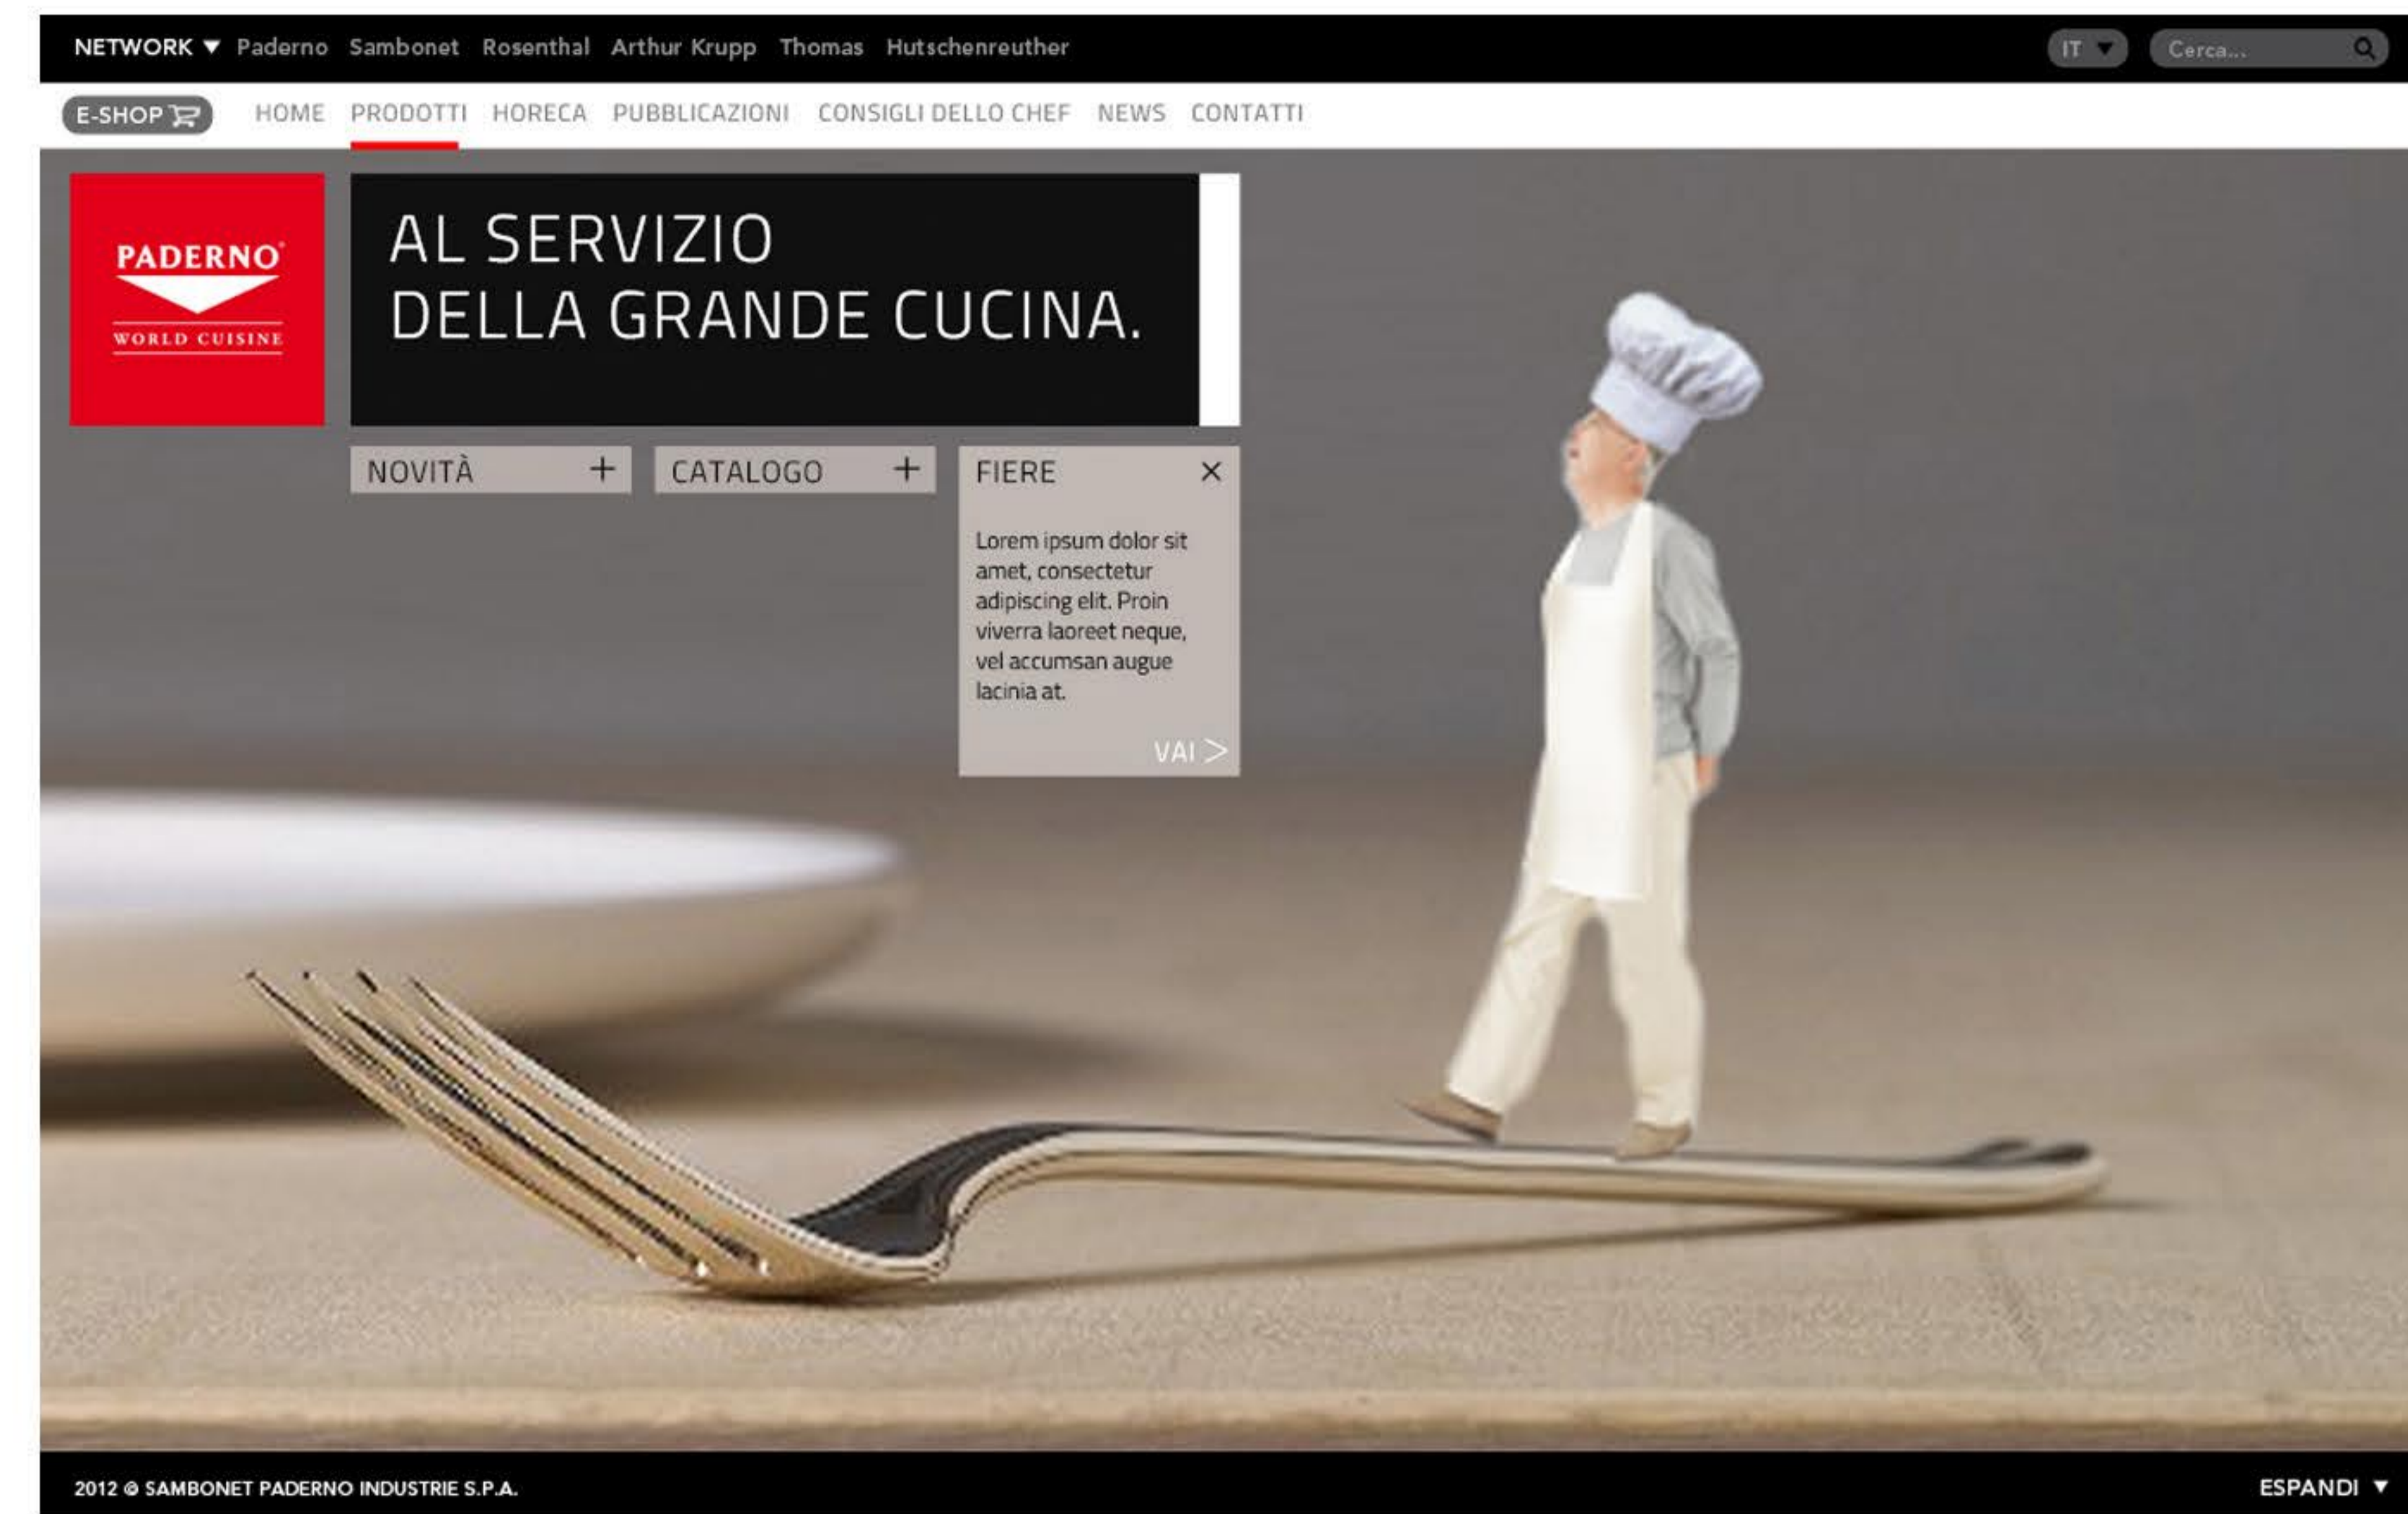 NETWORK ▼ Paderno Sambonet Rosenthal Arthur Krupp Thomas Hutschenreuther
IT ▼ Cerca...
E-SHOP HOME PRODOTTI HORECA PUBBLICAZIONI CONSIGLI DELLO CHEF NEWS CONTATTI
PADERNO®
WORLD CUISINE
AL SERVIZIO
DELLA GRANDE CUCINA.
NOVITÀ +
CATALOGO +
FIERE ×
Lorem ipsum dolor sit
amet, consectetur
adipiscing elit. Proin
viverra laoreet neque,
vel accumsan augue
lacinia at.
VAI >
2012 @ SAMBONET PADERNO INDUSTRIE S.P.A.
ESPANDI ▼